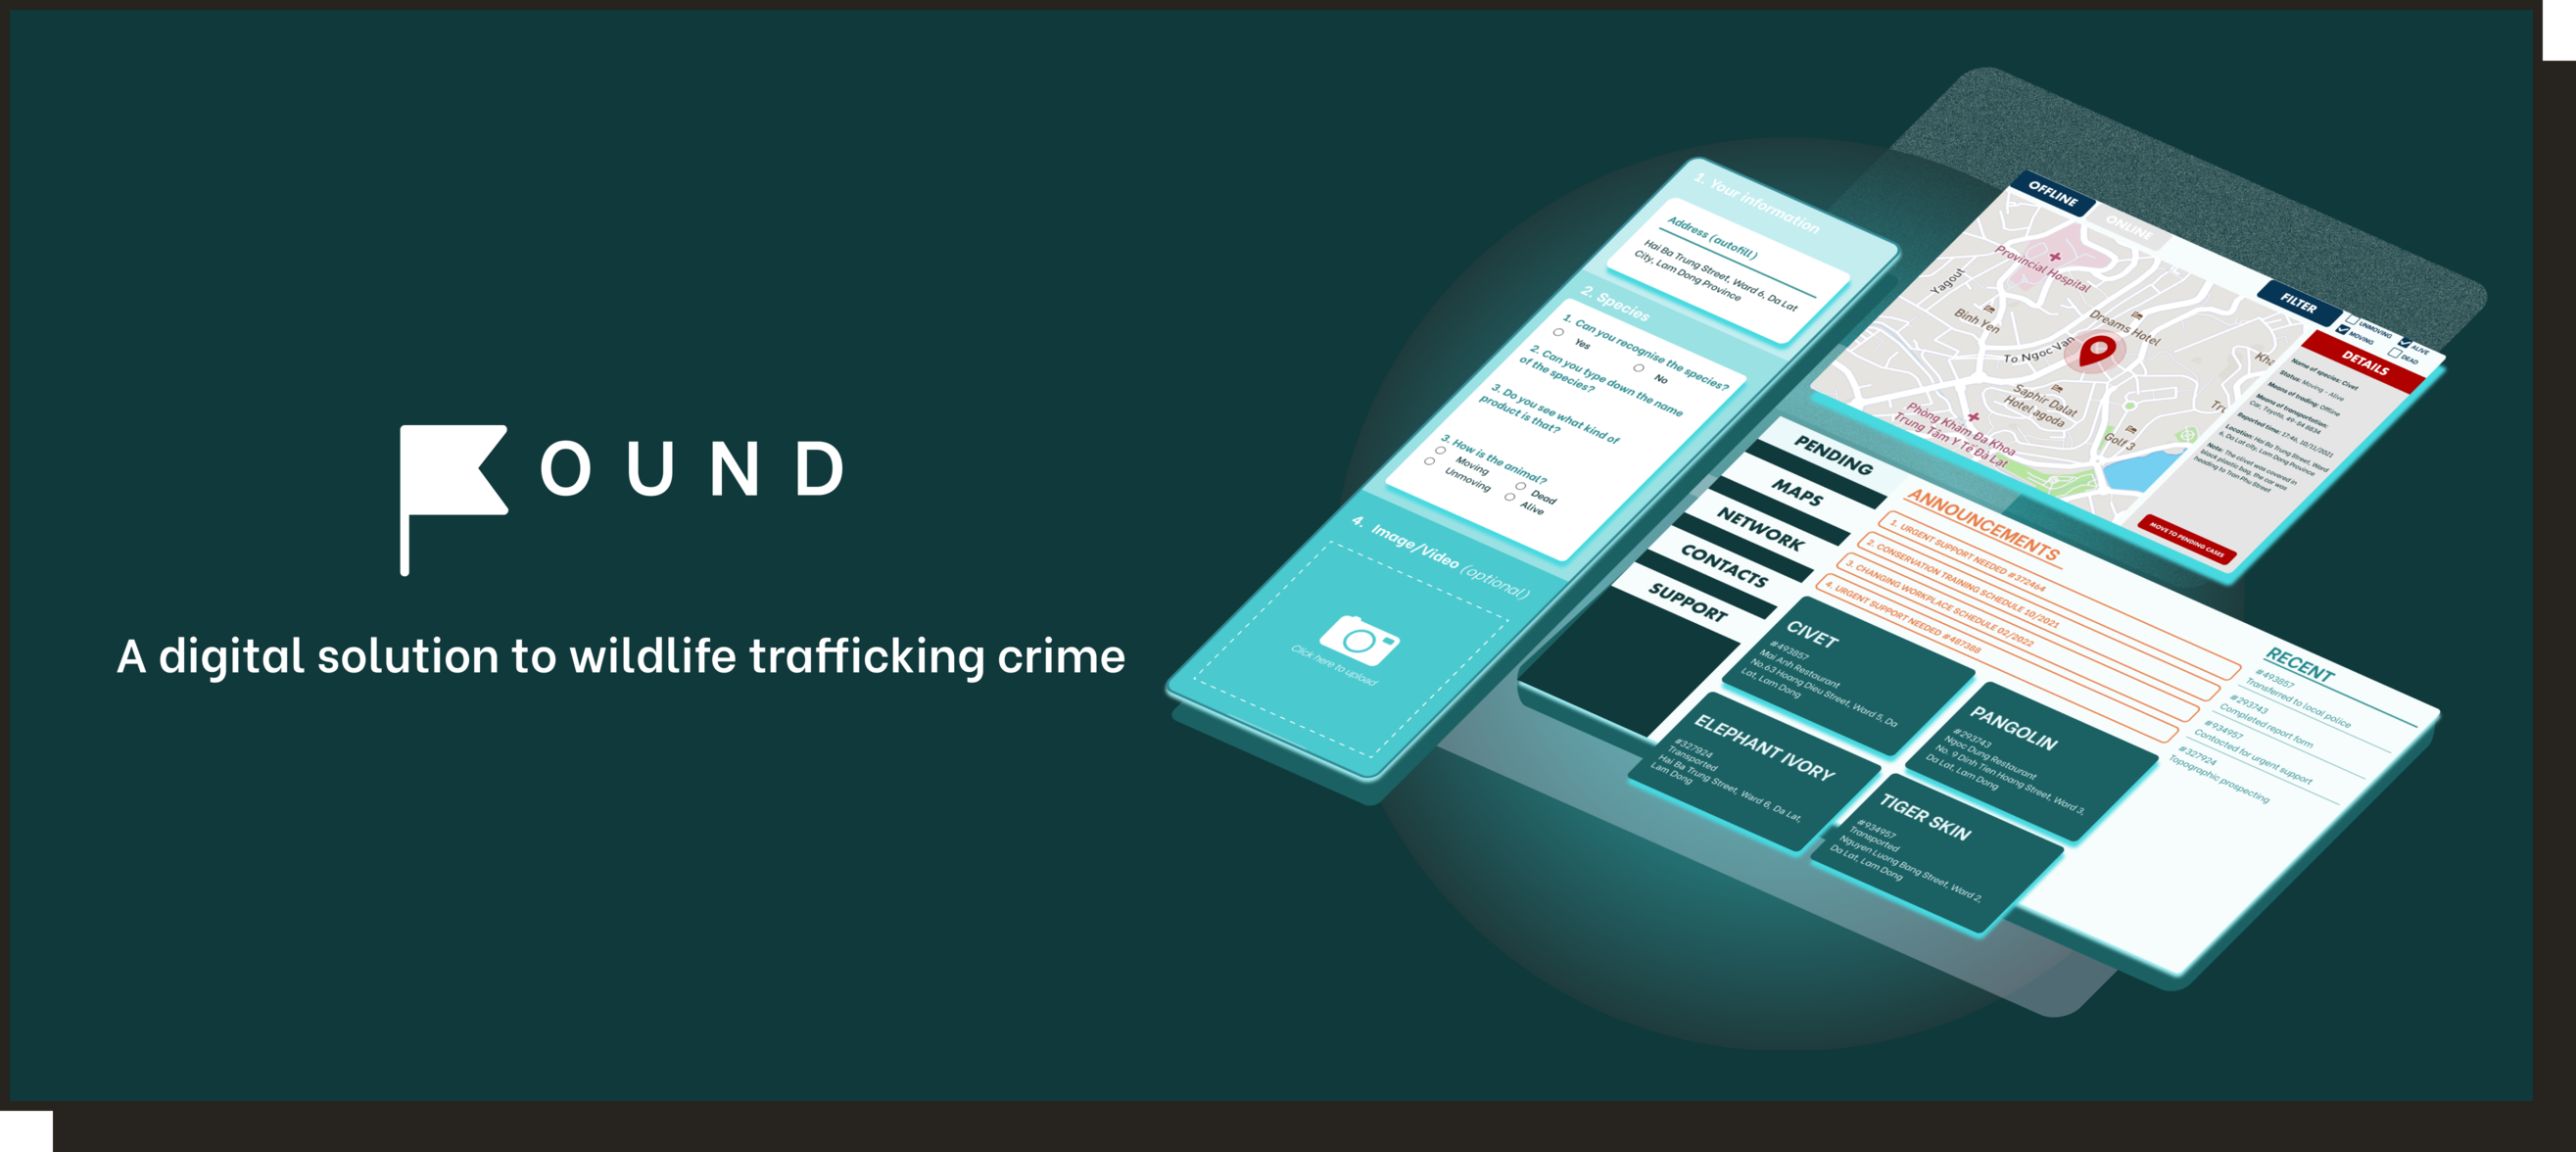 OUND
A digital solution to wildlife trafficking crime
1. Your information
Address (autofill)
Hai Ba Trung Street, Ward 6, Da Lat
City, Lam Dong Province
2. Species
1. Can you recognise the species?
Yes
No
2. Can you type down the name
of the species?
3. Do you see what kind of
product is that?
3. How is the animal?
Moving
Dead
Unmoving
Alive
4. Image/Video (optional)
Click here to upload
OFFLINE
ONLINE
Provincial Hospital
Yagout
Binh Yen
Dreams Hotel
To Ngoc Van
Saphir Dalat
Hotel agoda
Phòng Khám Đa Khoa
Trung Tâm Y Tế Đà Lạt
Golf 3
FILTER
UNMOVING
ALIVE
MOVING
DEAD
DETAILS
Name of species: Civet
Status: Moving - Alive
Means of trading: Offline
Means of transportation:
Car, Toyota, 49-S4 8834
Reported time: 17:46, 10/11/2021
Location: Hai Ba Trung Street, Ward
6, Da Lat city, Lam Dong Province
Note: The civet was covered in
black plastic bag, the car was
heading to Tran Phu Street
MOVE TO PENDING CASES
PENDING
MAPS
NETWORK
CONTACTS
SUPPORT
ANNOUNCEMENTS
1. URGENT SUPPORT NEEDED #372464
2. CONSERVATION TRAINING SCHEDULE 10/2021
3. CHANGING WORKPLACE SCHEDULE 02/2022
4. URGENT SUPPORT NEEDED #487388
CIVET
#493857
Mai Anh Restaurant
No.63 Hoang Dieu Street, Ward 5, Da
Lat, Lam Dong
PANGOLIN
#293743
Ngoc Dung Restaurant
No. 9 Dinh Tien Hoang Street, Ward 3,
Da Lat, Lam Dong
ELEPHANT IVORY
#327924
Transported
Hai Ba Trung Street, Ward 6, Da Lat,
Lam Dong
TIGER SKIN
#934957
Transported
Nguyen Luong Bang Street, Ward 2,
Da Lat, Lam Dong
RECENT
#493857
Transferred to local police
#293743
Completed report form
#934957
Contacted for urgent support
#327924
Topographic prospecting